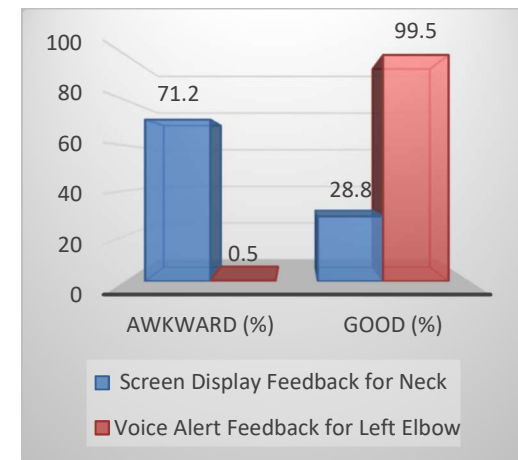 100
80
60
40
20
0
71.2
0.5
28.8
99.5
AWKWARD (%)
GOOD (%)
Screen Display Feedback for Neck
Voice Alert Feedback for Left Elbow